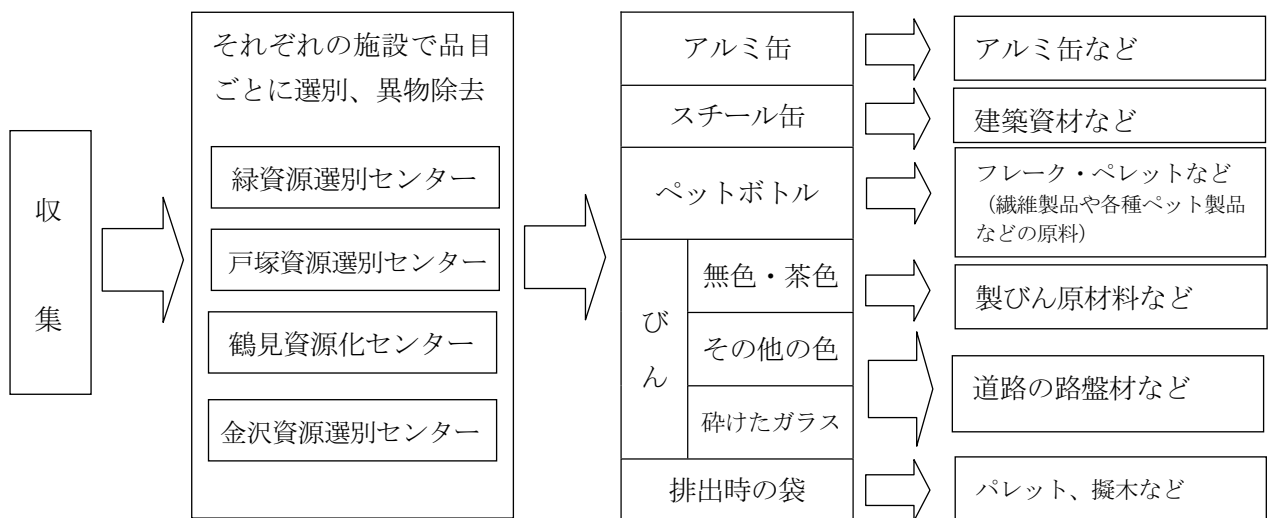 収
集
それぞれの施設で品目
ごとに選別、異物除去
緑資源選別センター
戸塚資源選別センター
鶴見資源化センター
金沢資源選別センター
アルミ缶
スチール缶
ペットボトル
び
ん
無色・茶色
その他の色
砕けたガラス
排出時の袋
アルミ缶など
建築資材など
フレーク・ペレットなど
（繊維製品や各種ペット製品
などの原料）
製びん原材料など
道路の路盤材など
パレット、擬木など